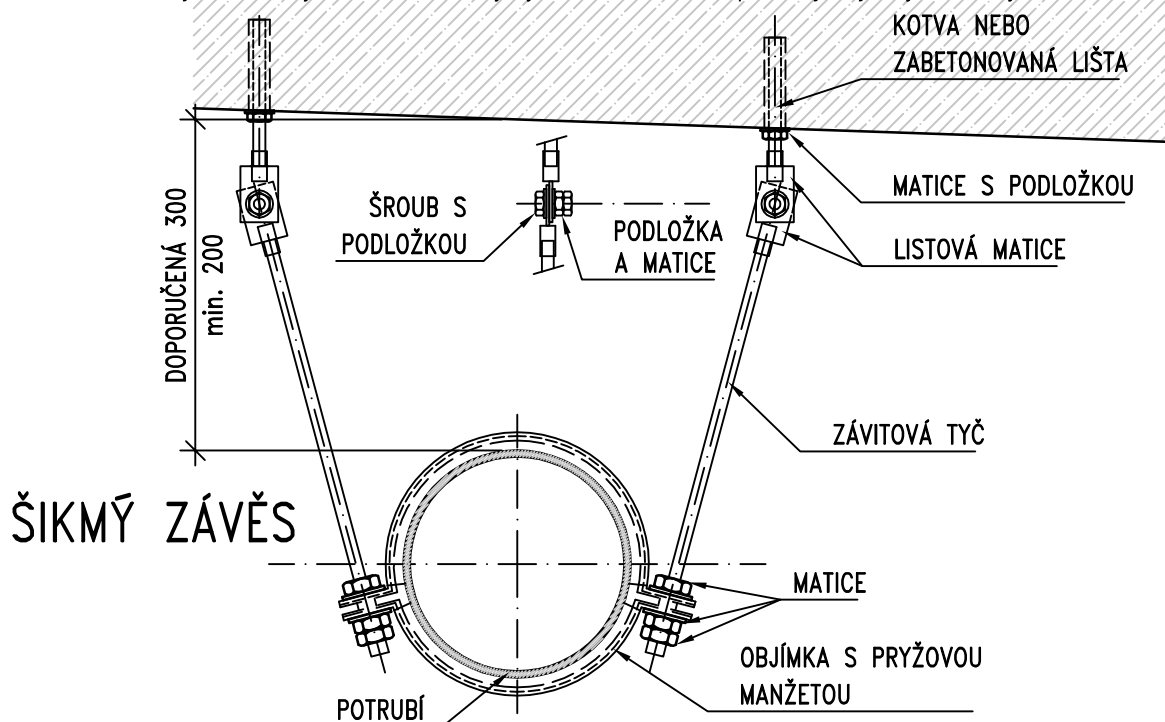 KOTVA NEBO
ZABETONOVANÁ LIŠTA
MATICE S PODLOŽKOU
LISTOVÁ MATICE
ŠROUB S
PODLOŽKOU
PODLOŽKA
A MATICE
DOPORUČENÁ 300
min. 200
ZÁVITOVÁ TYČ
ŠIKMÝ ZÁVĚS
MATICE
OBJÍMKA S PRYŽOVOU
MANŽETOU
POTRUBÍ